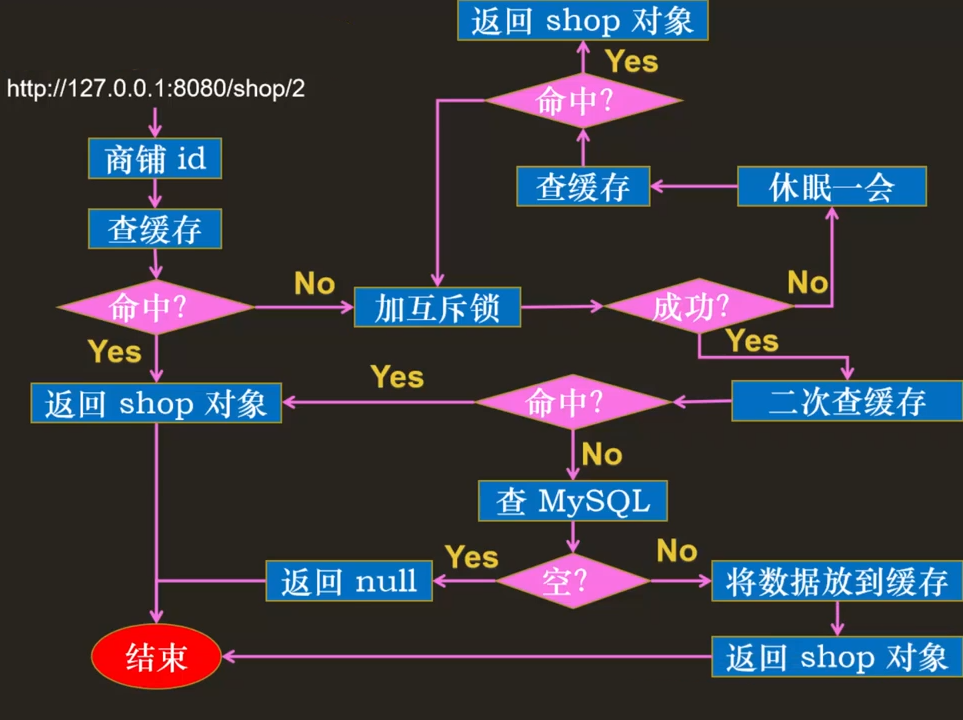 返回 shop 对象
Yes
http://127.0.0.1:8080/shop/2
命中?
商铺 id
查缓存
休眠一会
查缓存
No
No
命中?
加互斥锁
成功?
Yes
Yes
Yes
返回 shop 对象
命中?
二次查缓存
No
查 MySQL
Yes
No
返回 null
空?
将数据放到缓存
结束
返回 shop 对象